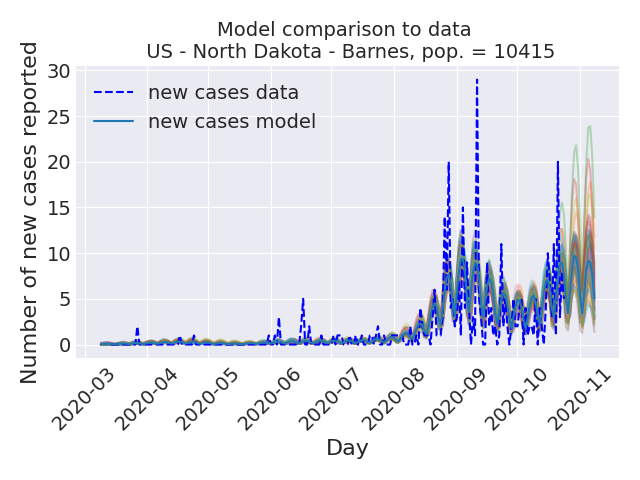 Model comparison to data
US - North Dakota - Barnes, pop. = 10415
Number of new cases reported
30
25
20
15
10
5
0
new cases data
new cases model
2020-03
2020-04
2020-05
2020-06
2020-07
2020-08
2020-09
2020-10
2020-11
Day